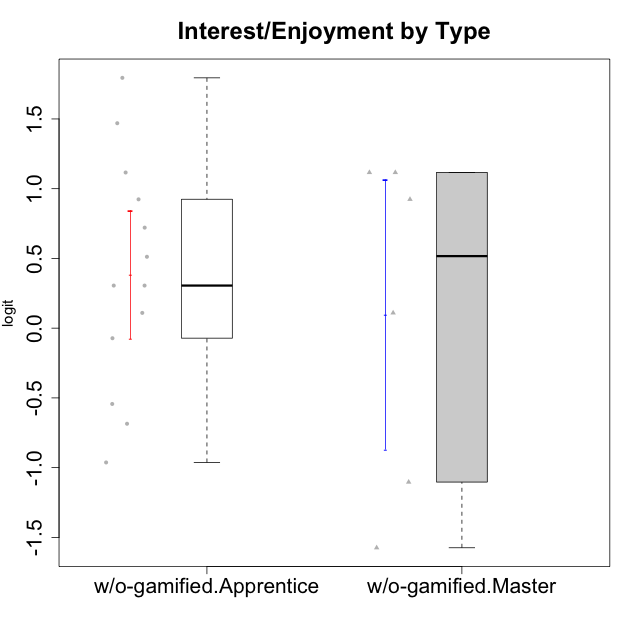 Interest/Enjoyment by Type
logit
1.5
1.0
0.5
0.0
-0.5
-1.0
-1.5
w/o-gamified.Apprentice
w/o-gamified.Master